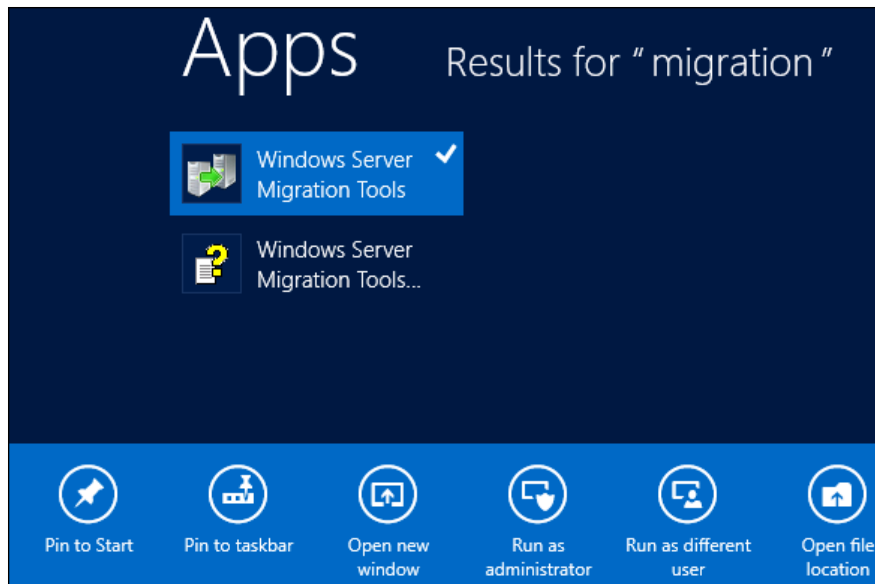 Apps Results for “migration”
Windows Server
Migration Tools
Windows Server
Migration Tools...
Pin to Start
Pin to taskbar
Open new
window
Run as
administrator
Run as different
user
Open file
location